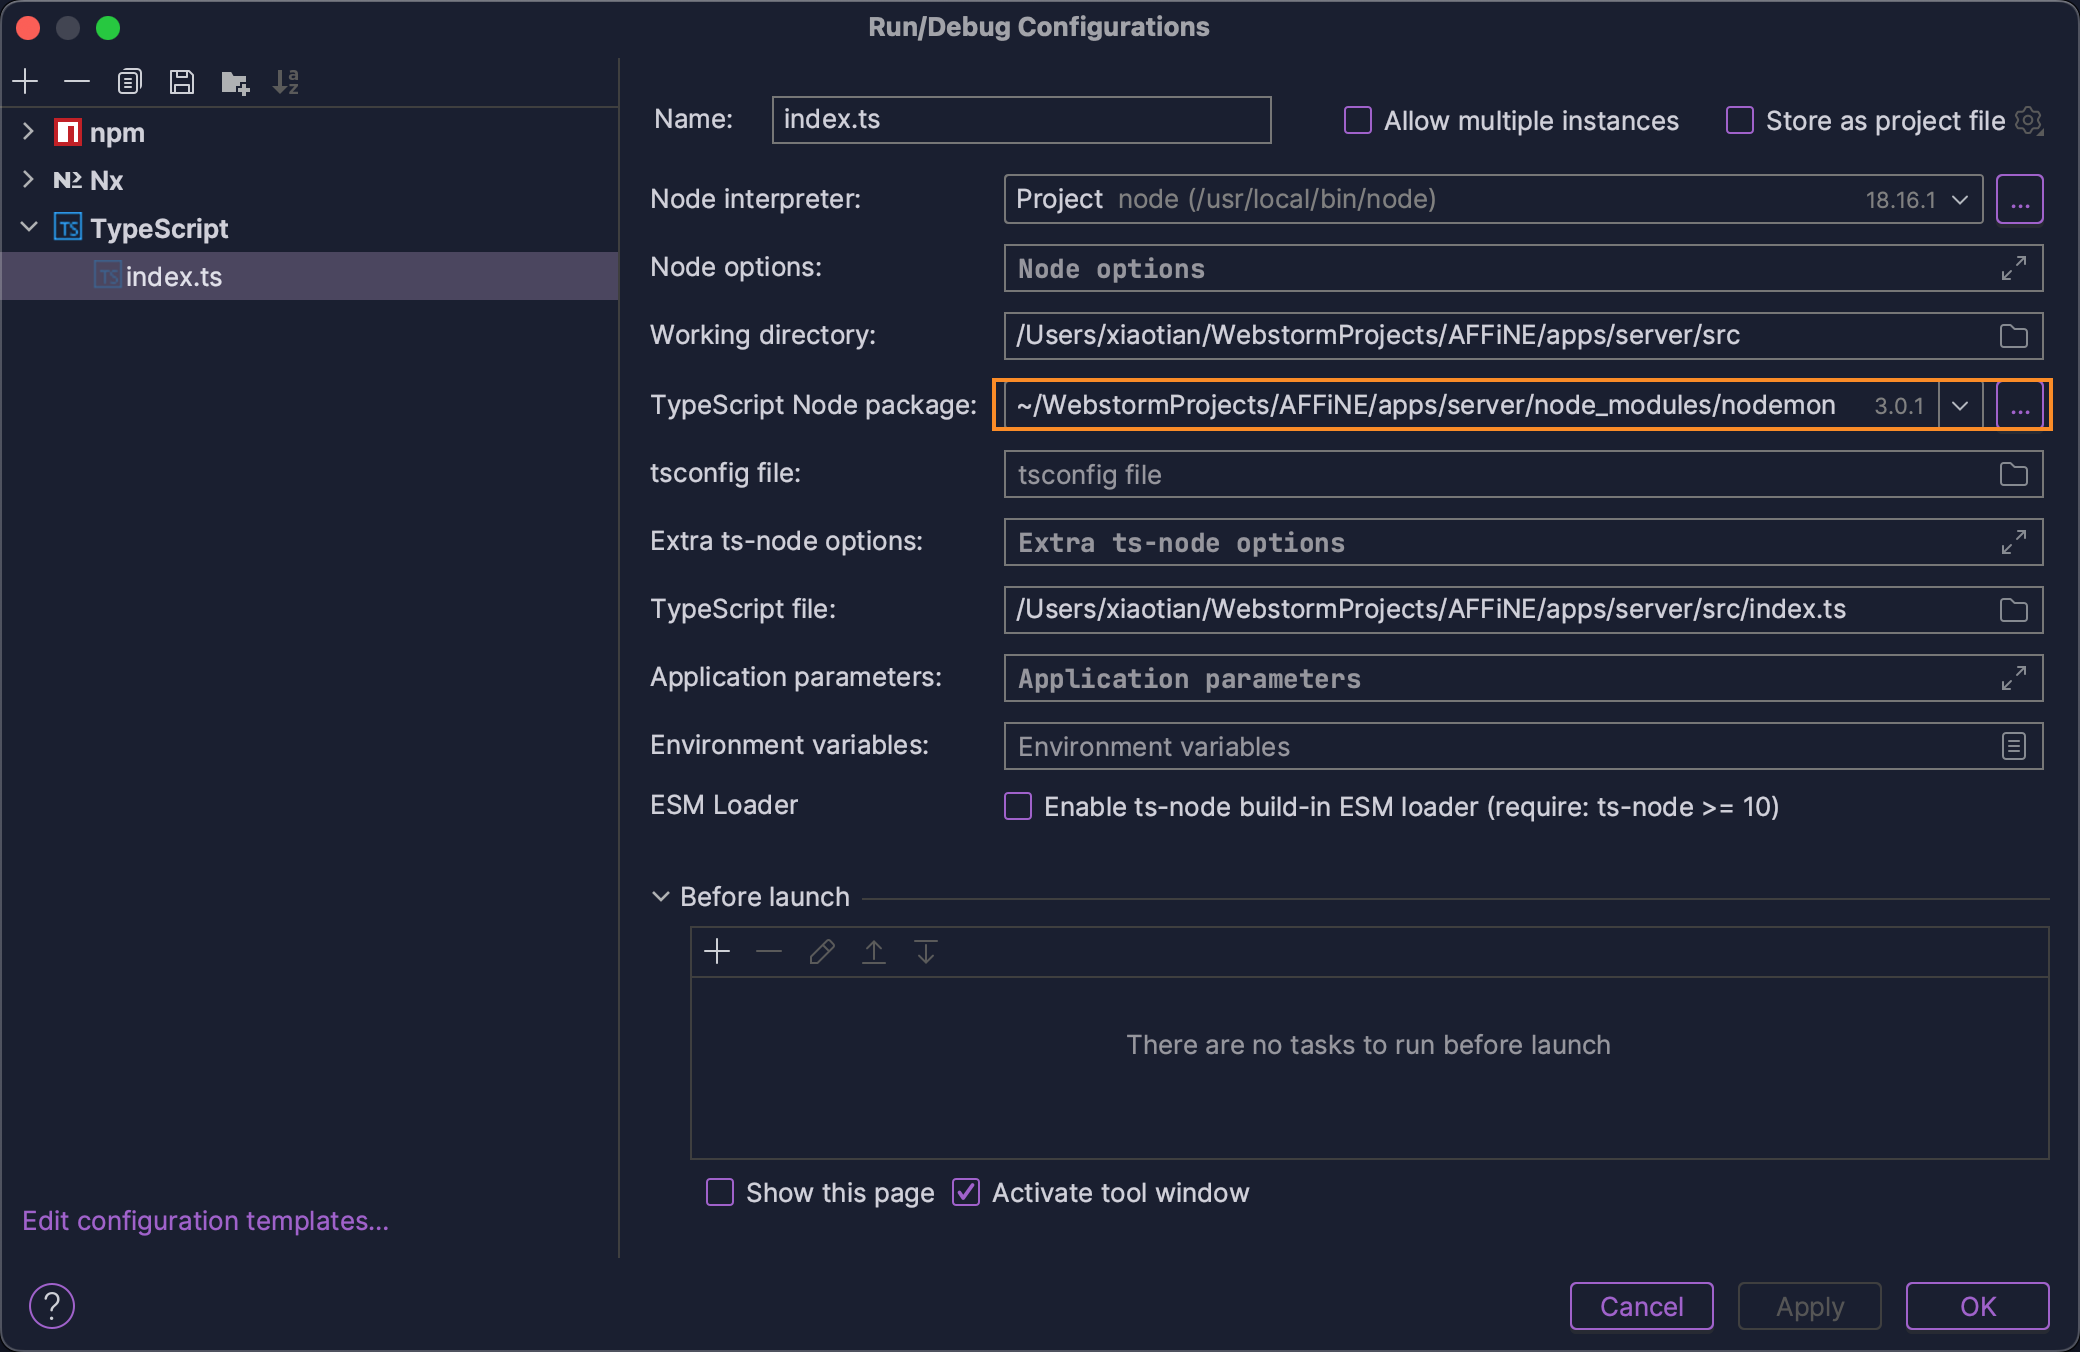 Run/Debug Configurations
npm
Nx
TypeScript
index.ts
Edit configuration templates...
Name: index.ts Allow multiple instances Store as project file
Node interpreter: Project node (/usr/local/bin/node) 18.16.1 ...
Node options: Node options
Working directory: /Users/xiaotian/WebstormProjects/AFFiNE/apps/server/src
TypeScript Node package: ~/WebstormProjects/AFFiNE/apps/server/node_modules/nodemon 3.0.1 ...
tsconfig file: tsconfig file
Extra ts-node options: Extra ts-node options
TypeScript file: /Users/xiaotian/WebstormProjects/AFFiNE/apps/server/src/index.ts
Application parameters: Application parameters
Environment variables: Environment variables
ESM Loader Enable ts-node build-in ESM loader (require: ts-node >= 10)
Before launch
There are no tasks to run before launch
Show this page Activate tool window
? Cancel Apply OK